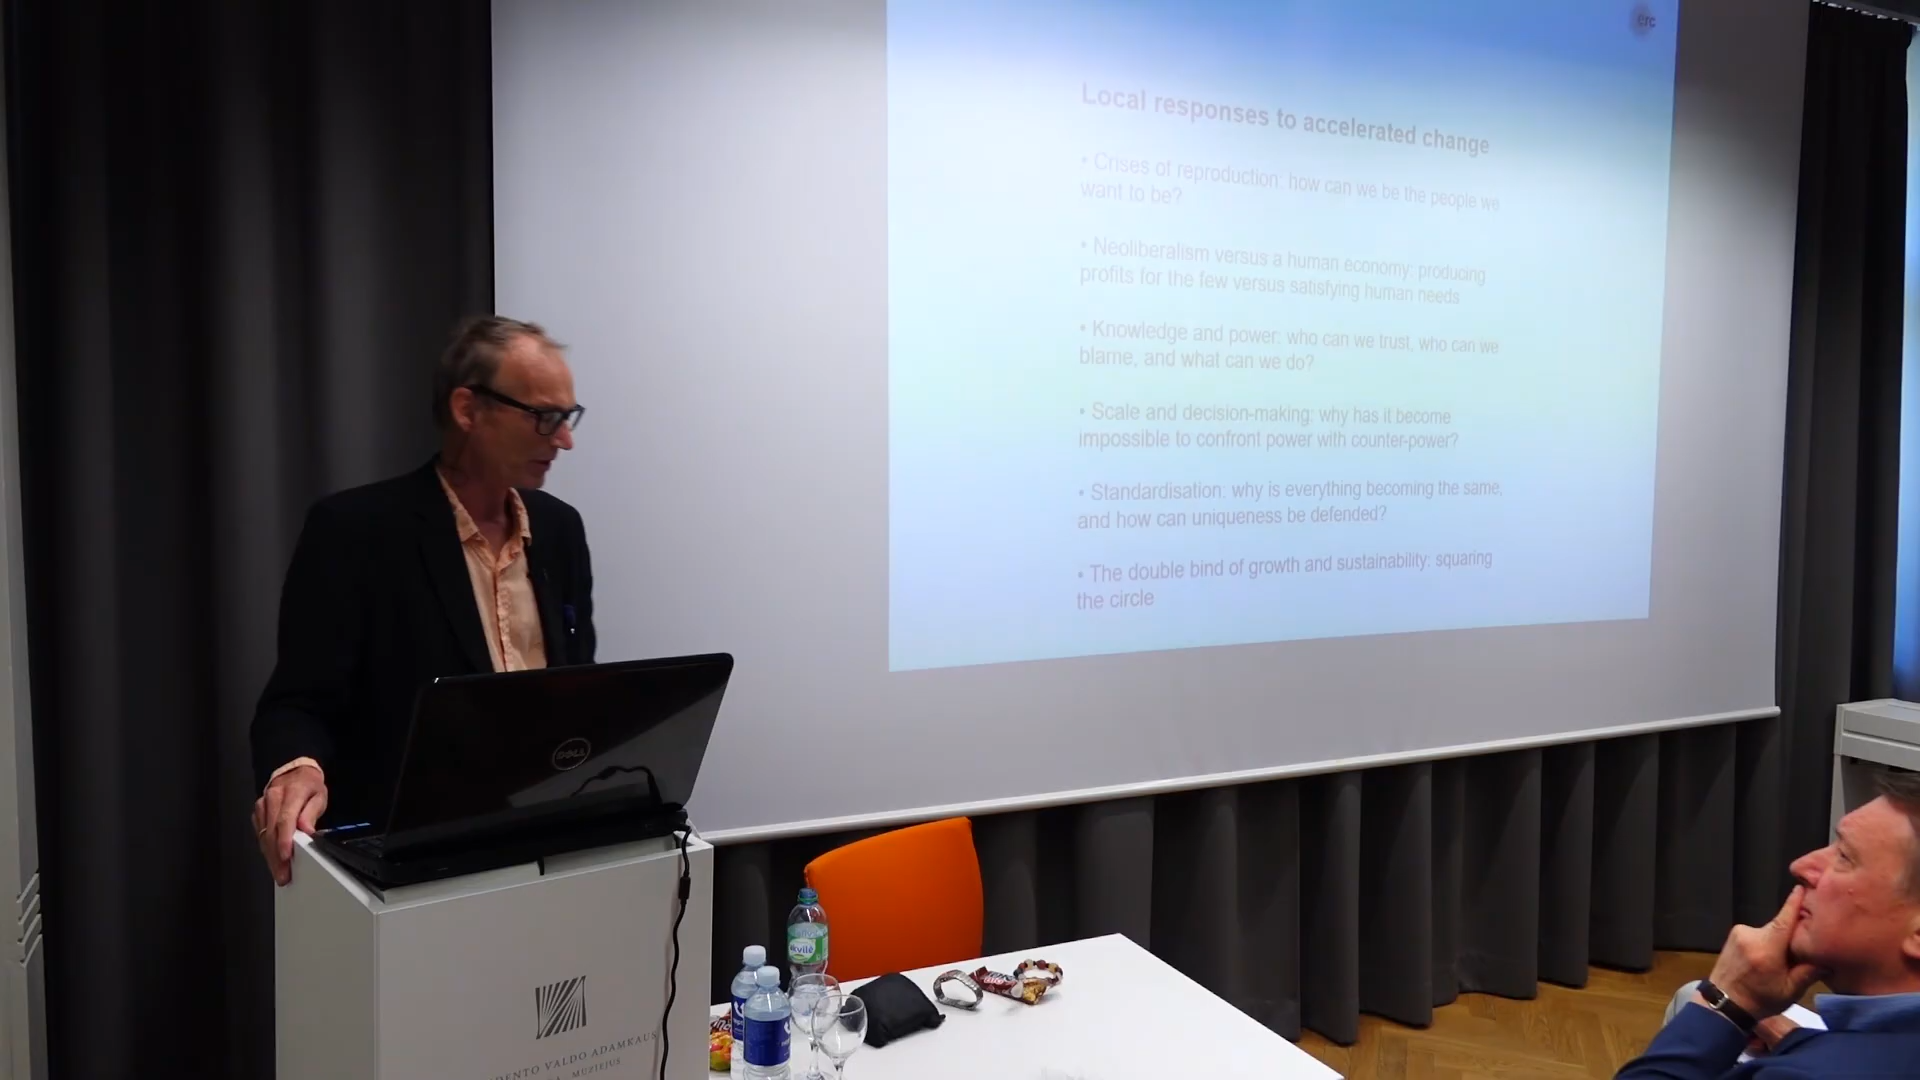 erc
Local responses to accelerated change
• Crises of reproduction: how can we be the people we
want to be?
• Neoliberalism versus a human economy: producing
profits for the few versus satisfying human needs
• Knowledge and power: who can we trust, who can we
blame, and what can we do?
• Scale and decision-making: why has it become
impossible to confront power with counter-power?
• Standardisation: why is everything becoming the same,
and how can uniqueness be defended?
• The double bind of growth and sustainability: squaring
the circle
DELL
DENTO VALDO ADAMKAUS
MUZIEJUS